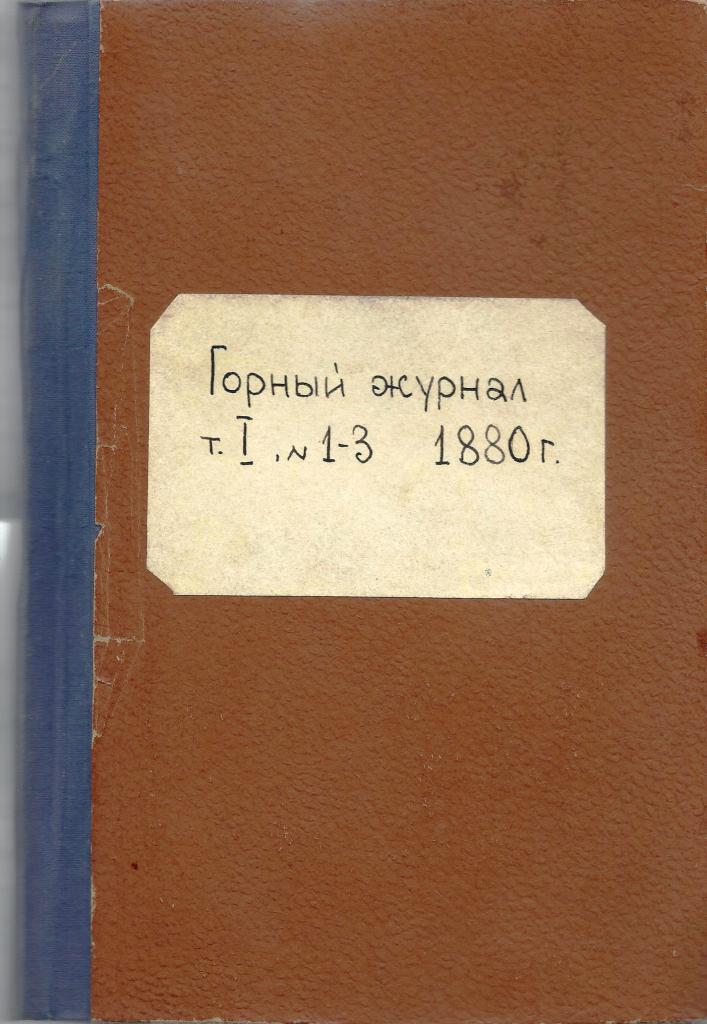 Горный журнал
т. I, № 1-3 1880 г.